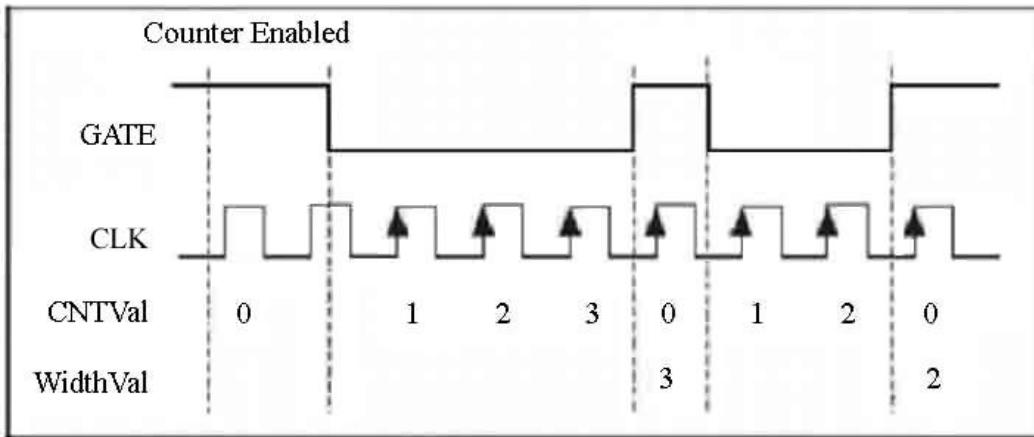 Counter Enabled
GATE
CLK
CNTVal 0 1 2 3 0 1 2 0
WidthVal 3 2